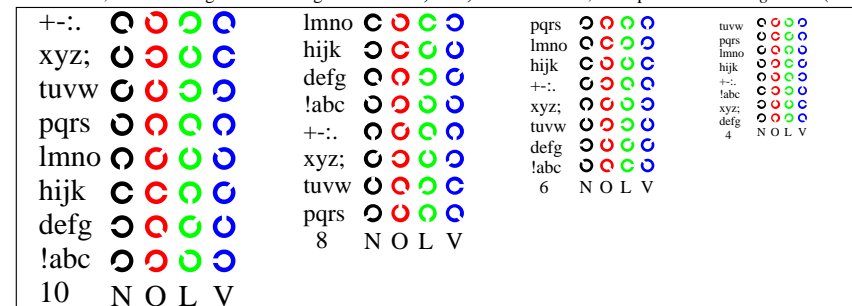 +-:.
xyz;
tuvw
pqrs
lmno
hijk
defg
!abc
10 N O L V
lmno
hijk
defg
!abc
+-:.
xyz;
tuvw
pqrs
8 N O L V
pqrs
lmno
hijk
+-:.
xyz;
tuvw
defg
!abc
6 N O L V
tuvw
pqrs
lmno
hijk
+-:.
!abc
xyz;
defg
4 N O L V